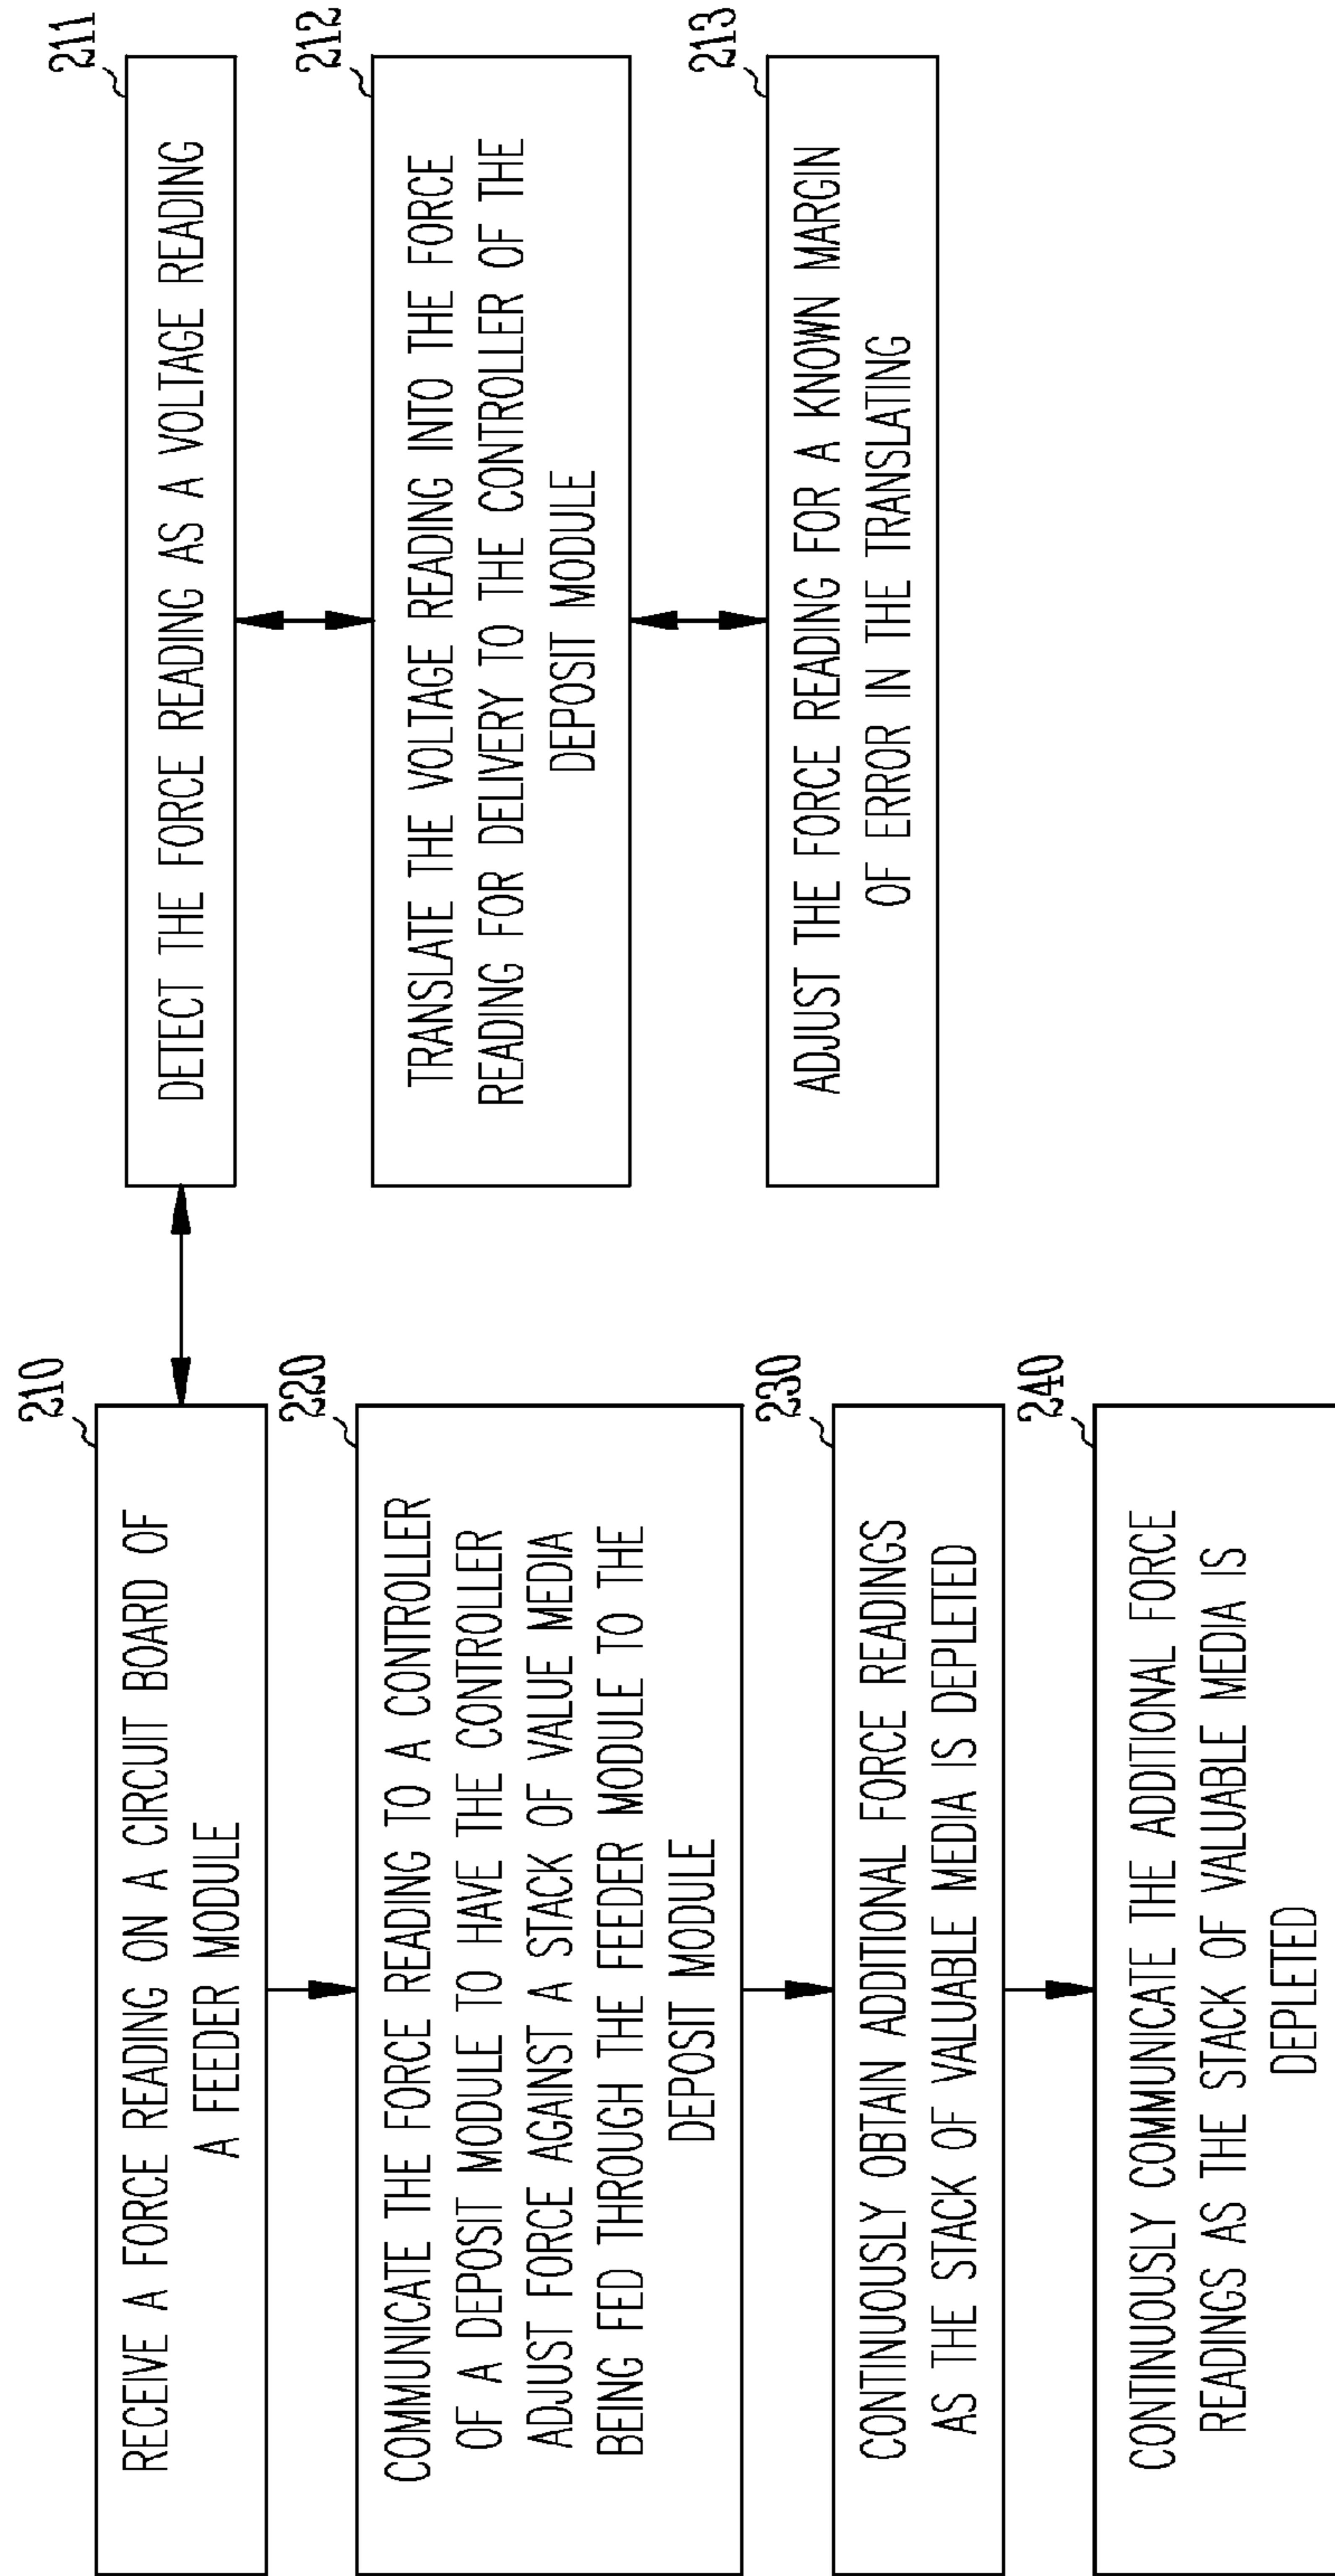 210
RECEIVE A FORCE READING ON A CIRCUIT BOARD OF
A FEEDER MODULE
220
COMMUNICATE THE FORCE READING TO A CONTROLLER
OF A DEPOSIT MODULE TO HAVE THE CONTROLLER
ADJUST FORCE AGAINST A STACK OF VALUE MEDIA
BEING FED THROUGH THE FEEDER MODULE TO THE
DEPOSIT MODULE
230
CONTINUOUSLY OBTAIN ADDITIONAL FORCE READINGS
AS THE STACK OF VALUABLE MEDIA IS DEPLETED
240
CONTINUOUSLY COMMUNICATE THE ADDITIONAL FORCE
READINGS AS THE STACK OF VALUABLE MEDIA IS
DEPLETED
211
DETECT THE FORCE READING AS A VOLTAGE READING
212
TRANSLATE THE VOLTAGE READING INTO THE FORCE
READING FOR DELIVERY TO THE CONTROLLER OF THE
DEPOSIT MODULE
213
ADJUST THE FORCE READING FOR A KNOWN MARGIN
OF ERROR IN THE TRANSLATING